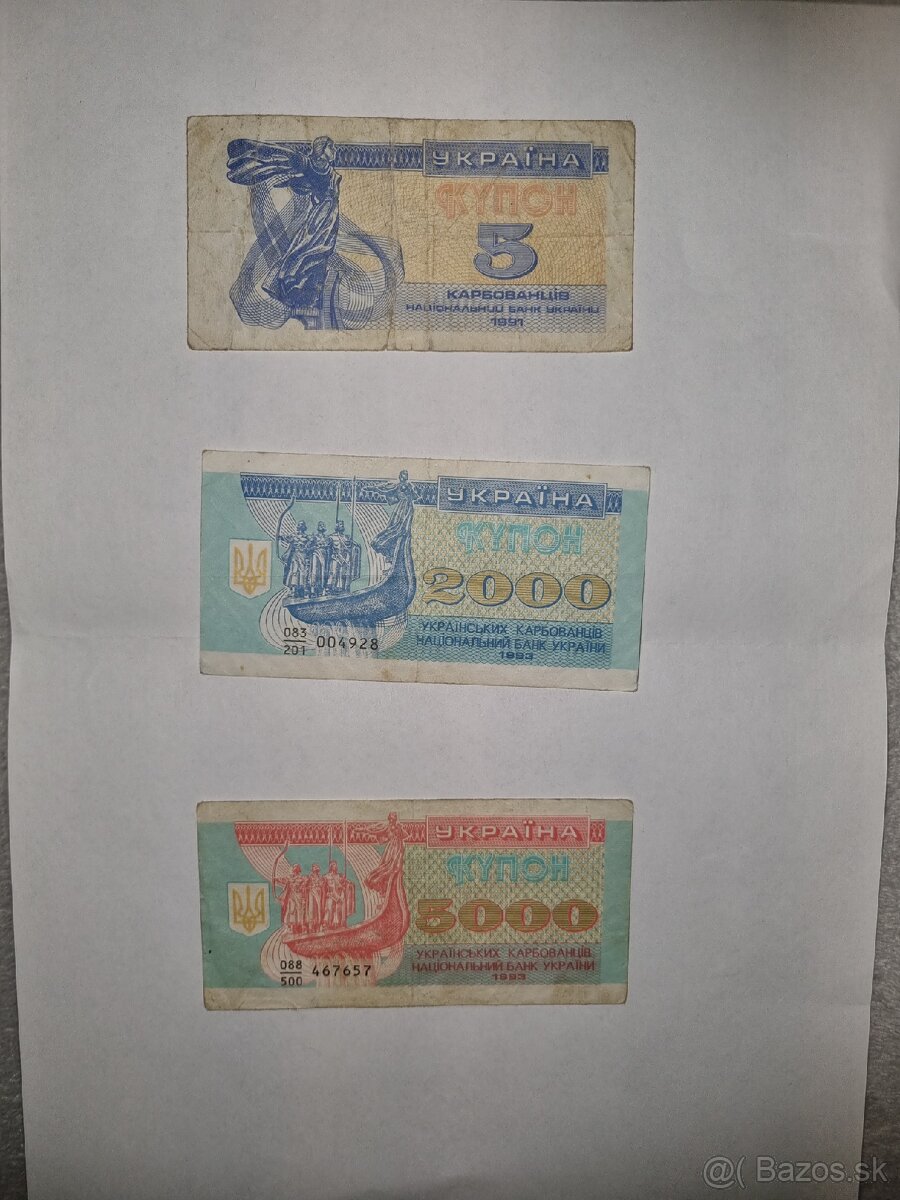 УКРАЇНА
КУПОН
5
КАРБОВАНЦІВ
НАЦІОНАЛЬНИЙ БАНК УКРАЇНИ
1991
УКРАЇНА
КУПОН
2000
УКРАЇНСЬКИХ КАРБОВАНЦІВ
НАЦІОНАЛЬНИЙ БАНК УКРАЇНИ
1993
083
201 004928
УКРАЇНА
КУПОН
5000
УКРАЇНСЬКИХ КАРБОВАНЦІВ
НАЦІОНАЛЬНИЙ БАНК УКРАЇНИ
1993
088
500 467657
@( Bazos.sk